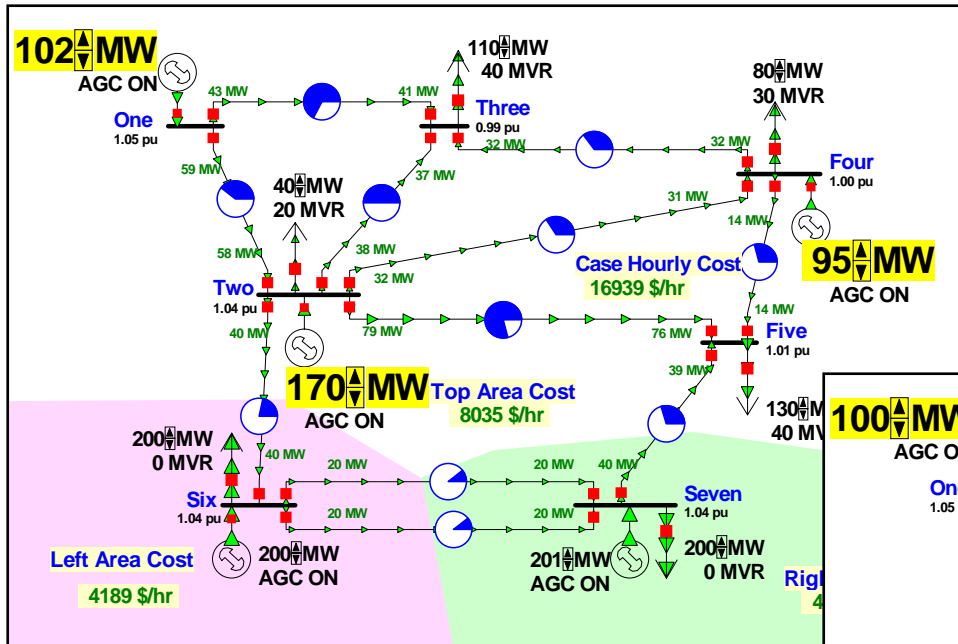 102 MW
AGC ON
110 MW
40 MVR
80 MW
30 MVR
43 MW
41 MW
One
1.05 pu
Three
0.99 pu
32 MW
32 MW
Four
1.00 pu
59 MW
37 MW
40 MW
20 MVR
31 MW
14 MW
58 MW
38 MW
32 MW
Case Hourly Cost
16939 $/hr
95 MW
AGC ON
Two
1.04 pu
40 MW
79 MW
76 MW
14 MW
Five
1.01 pu
39 MW
170 MW
AGC ON
Top Area Cost
8035 $/hr
130 M
40 M
100 MW
AGC O
On
1.05
200 MW
0 MVR
40 MW
20 MW
20 MW
40 MW
Six
1.04 pu
Seven
1.04 pu
20 MW
20 MW
200 MW
AGC ON
201 MW
AGC ON
200 MW
0 MVR
Left Area Cost
4189 $/hr
Righ
4